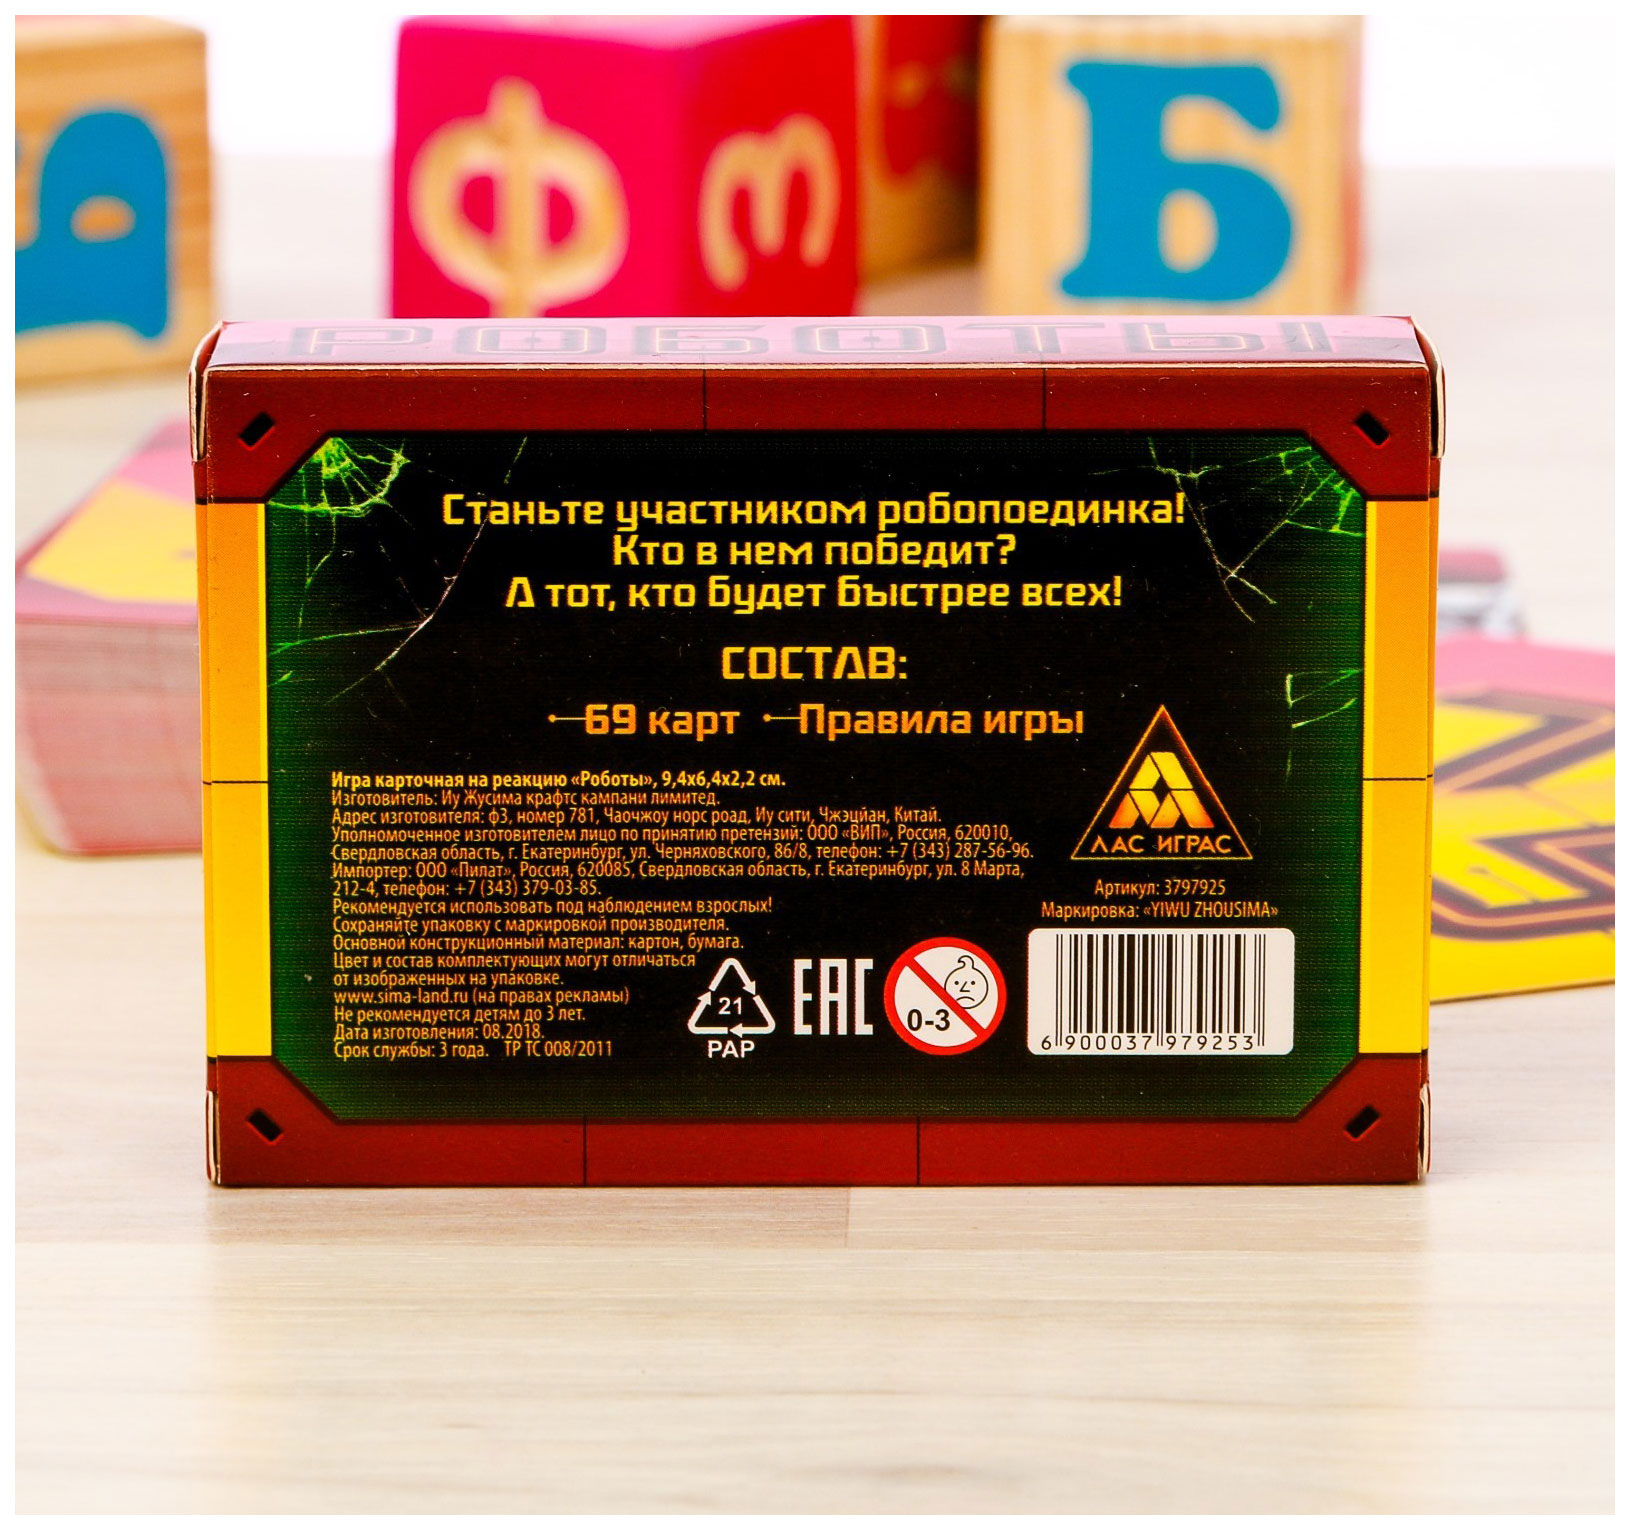 Ф З Б
РОБОТЫ
Станьте участником робопоединка!
Кто в нем победит?
А тот, кто будет быстрее всех!
СОСТАВ:
69 карт Правила игры
Игра карточная на реакцию «Роботы», 9,4х6,4х2,2 см.
Изготовитель: Иу Жусима крафтс кампани лимитед.
Адрес изготовителя: ф3, номер 781, Чаочжоу норс роад, Иу сити, Чжэцйан, Китай.
Уполномоченное изготовителем лицо по принятию претензий: ООО «ВИП», Россия, 620010,
Свердловская область, г. Екатеринбург, ул. Черняховского, 86/8, телефон: +7 (343) 287-56-96.
Импортер: ООО «Пилат», Россия, 620085, Свердловская область, г. Екатеринбург, ул. 8 Марта,
212-4, телефон: +7 (343) 379-03-85.
Рекомендуется использовать под наблюдением взрослых!
Сохраняйте упаковку с маркировкой производителя.
Основной конструкционный материал: картон, бумага.
Цвет и состав комплектующих могут отличаться
от изображенных на упаковке.
www.sima-land.ru (на правах рекламы)
Не рекомендуется детям до 3 лет.
Дата изготовления: 08.2018.
Срок службы: 3 года. ТР ТС 008/2011
21
PAP
EAC
0-3
ЛАС ИГРАС
Артикул: 3797925
Маркировка: «YIWU ZHOUSIMA»
6 900037 979253